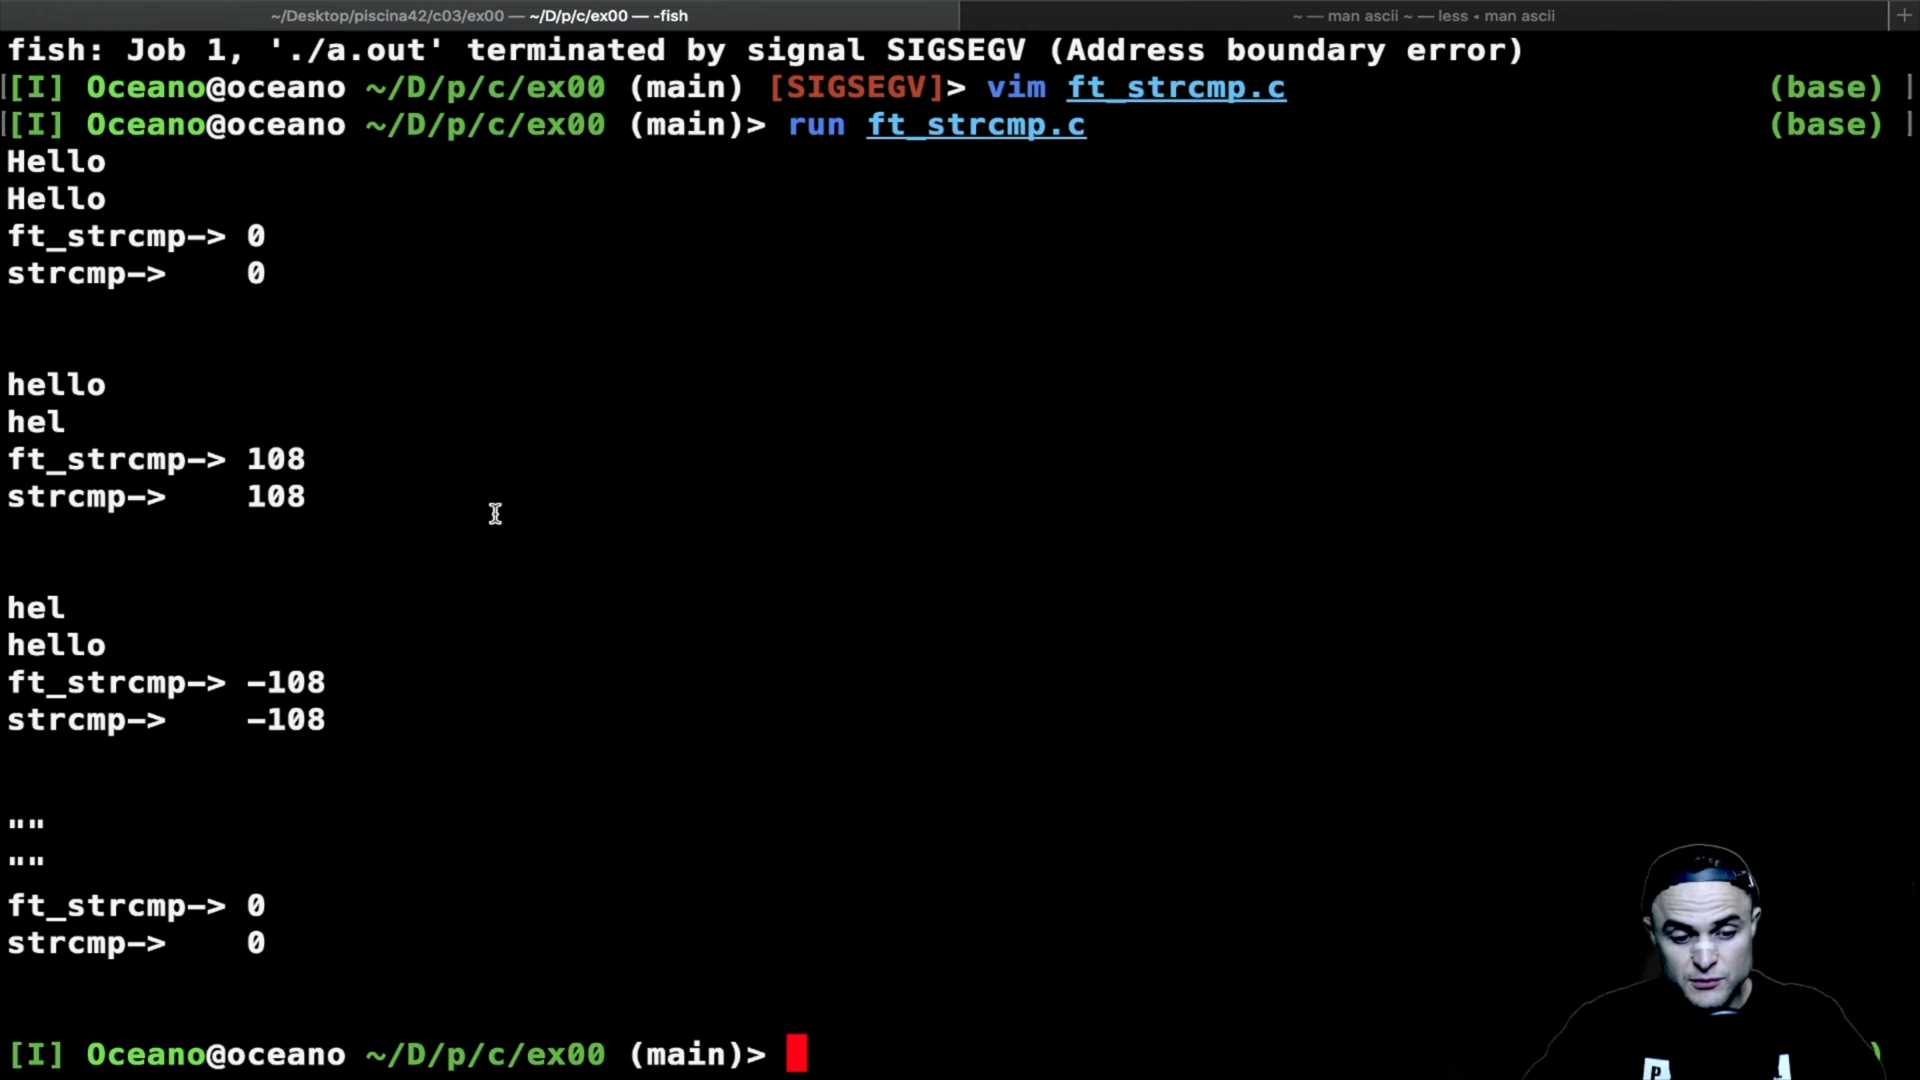 ~/Desktop/piscina42/c03/ex00 — ~/D/p/c/ex00 — -fish
~ — man ascii ~ — less ◂ man ascii
fish: Job 1, './a.out' terminated by signal SIGSEGV (Address boundary error)
[I] Oceano@oceano ~/D/p/c/ex00 (main) [SIGSEGV]> vim ft_strcmp.c (base)
[I] Oceano@oceano ~/D/p/c/ex00 (main)> run ft_strcmp.c (base)
Hello
Hello
ft_strcmp-> 0
strcmp-> 0
hello
hel
ft_strcmp-> 108
strcmp-> 108
hel
hello
ft_strcmp-> -108
strcmp-> -108
""
""
ft_strcmp-> 0
strcmp-> 0
[I] Oceano@oceano ~/D/p/c/ex00 (main)>